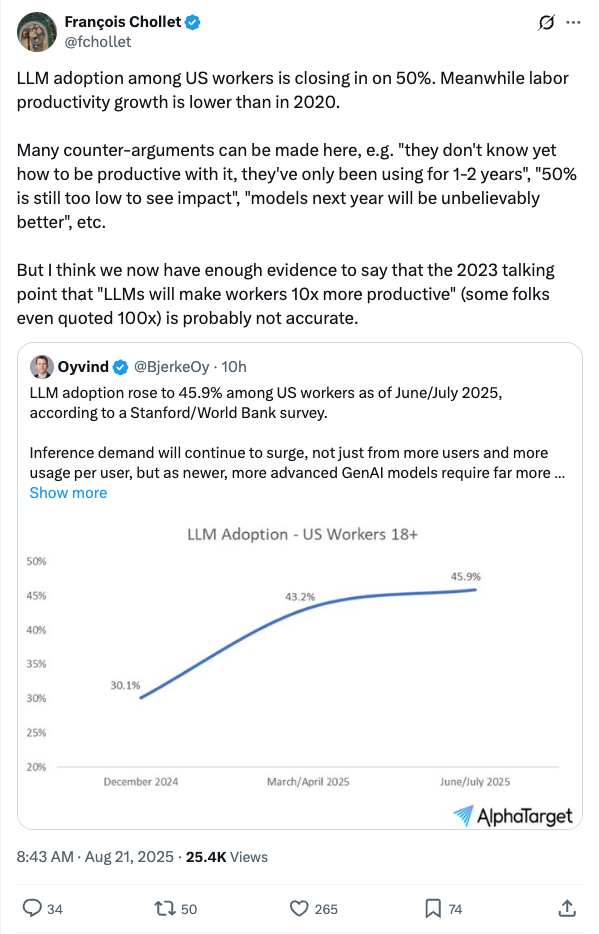 François Chollet
@fchollet
LLM adoption among US workers is closing in on 50%. Meanwhile labor
productivity growth is lower than in 2020.
Many counter-arguments can be made here, e.g. "they don't know yet
how to be productive with it, they've only been using for 1-2 years", "50%
is still too low to see impact", "models next year will be unbelievably
better", etc.
But I think we now have enough evidence to say that the 2023 talking
point that "LLMs will make workers 10x more productive" (some folks
even quoted 100x) is probably not accurate.
Oyvind @BjerkeOy · 10h
LLM adoption rose to 45.9% among US workers as of June/July 2025,
according to a Stanford/World Bank survey.
Inference demand will continue to surge, not just from more users and more
usage per user, but as newer, more advanced GenAI models require far more ...
Show more
LLM Adoption - US Workers 18+
50%
45%
40%
35%
30%
25%
20%
30.1%
43.2%
45.9%
December 2024
March/April 2025
June/July 2025
AlphaTarget
8:43 AM · Aug 21, 2025 · 25.4K Views
34
50
265
74